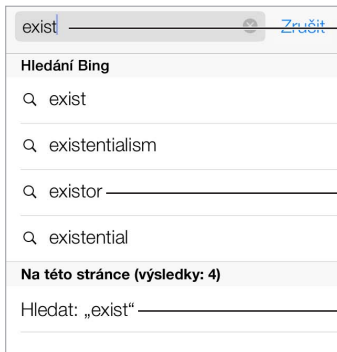 exist Zrušit
Hledání Bing
exist
existentialism
existor
existential
Na této stránce (výsledky: 4)
Hledat: „exist“